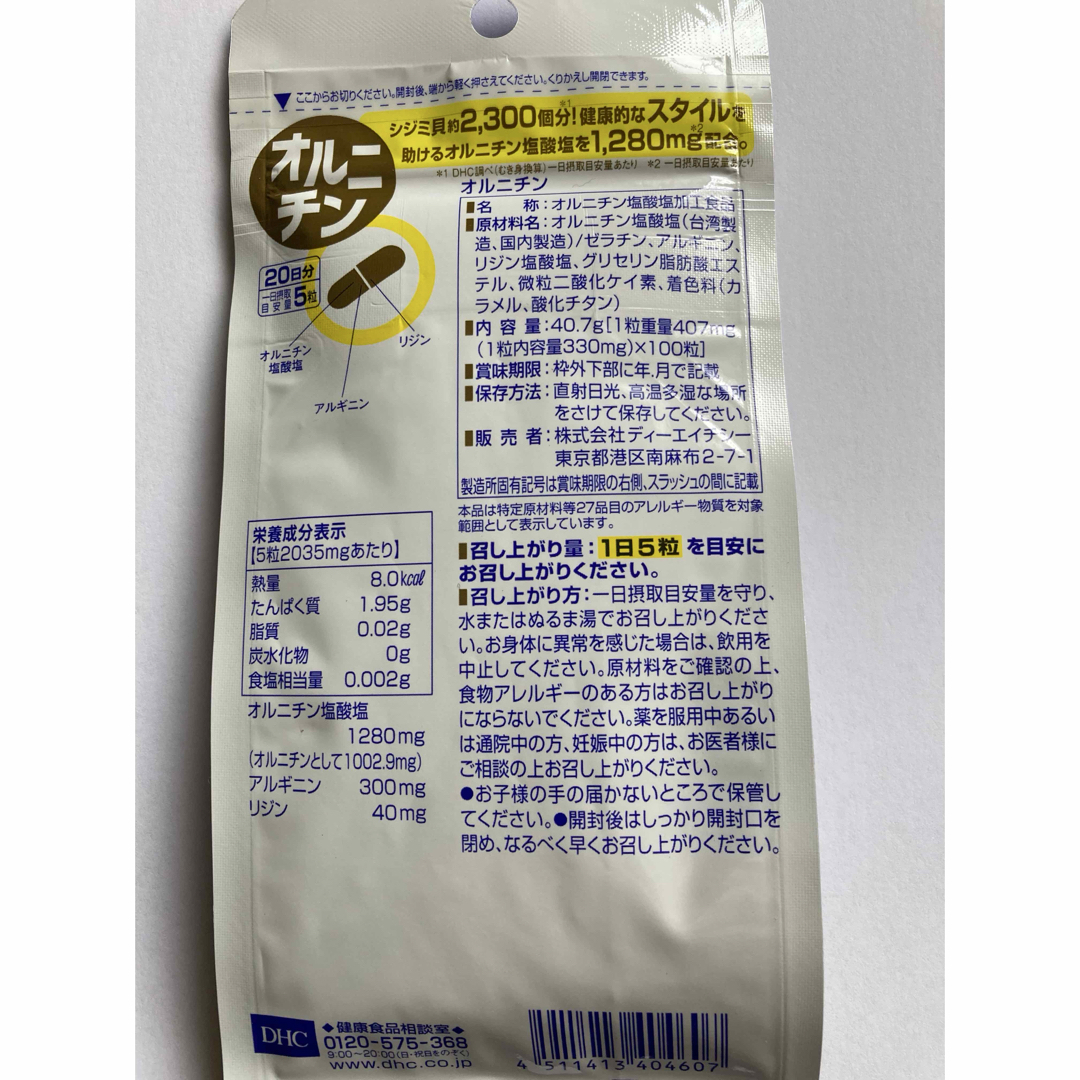 ここからお切りください。開封後、端から軽く押さえてください。くりかえし開閉できます。
オルニチン
シジミ貝約2,300個分!*1健康的なスタイルを
助けるオルニチン塩酸塩を1,280mg*2配合。
*1 DHC調べ(むき身換算)一日摂取目安量あたり *2 一日摂取目安量あたり
20日分
一日摂取目安量5粒
オルニチン塩酸塩
アルギニン
リジン
オルニチン
名 称:オルニチン塩酸塩加工食品
原材料名:オルニチン塩酸塩(台湾製
造、国内製造)/ゼラチン、アルギニン、
リジン塩酸塩、グリセリン脂肪酸エス
テル、微粒二酸化ケイ素、着色料(カ
ラメル、酸化チタン)
内 容 量:40.7g[1粒重量407mg
(1粒内容量330mg)×100粒]
賞味期限:枠外下部に年.月で記載
保存方法:直射日光、高温多湿な場所
をさけて保存してください。
販 売 者:株式会社ディーエイチシー
東京都港区南麻布2-7-1
製造所固有記号は賞味期限の右側、スラッシュの間に記載
本品は特定原材料等27品目のアレルギー物質を対象
範囲として表示しています。
召し上がり量:1日5粒を目安に
お召し上がりください。
召し上がり方:一日摂取目安量を守り、
水またはぬるま湯でお召し上がりくださ
い。お身体に異常を感じた場合は、飲用を
中止してください。原材料をご確認の上、
食物アレルギーのある方はお召し上がり
にならないでください。薬を服用中あるい
は通院中の方、妊娠中の方は、お医者様に
ご相談の上お召し上がりください。
●お子様の手の届かないところで保管し
てください。●開封後はしっかり開封口を
閉め、なるべく早くお召し上がりください。
栄養成分表示
【5粒2035mgあたり】
熱量 8.0kcal
たんぱく質 1.95g
脂質 0.02g
炭水化物 0g
食塩相当量 0.002g
オルニチン塩酸塩
1280mg
(オルニチンとして1002.9mg)
アルギニン 300mg
リジン 40mg
DHC
◆健康食品相談室◆
0120-575-368
9:00〜20:00(日・祝日をのぞく)
www.dhc.co.jp
4 511413 404607